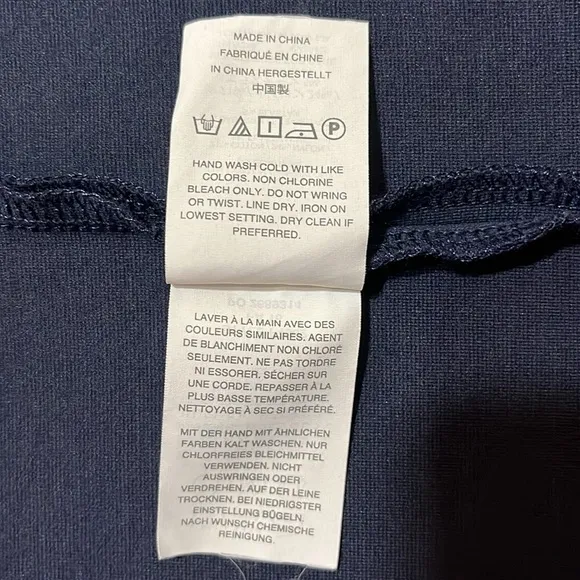 MADE IN CHINA
FABRIQUÉ EN CHINE
IN CHINA HERGESTELLT
中国製
P
HAND WASH COLD WITH LIKE
COLORS. NON CHLORINE
BLEACH ONLY. DO NOT WRING
OR TWIST. LINE DRY. IRON ON
LOWEST SETTING. DRY CLEAN IF
PREFERRED.
LAVER À LA MAIN AVEC DES
COULEURS SIMILAIRES. AGENT
DE BLANCHIMENT NON CHLORÉ
SEULEMENT. NE PAS TORDRE
NI ESSORER. SÉCHER SUR
UNE CORDE. REPASSER À LA
PLUS BASSE TEMPÉRATURE.
NETTOYAGE À SEC SI PRÉFÉRÉ.
MIT DER HAND MIT ÄHNLICHEN
FARBEN KALT WASCHEN. NUR
CHLORFREIES BLEICHMITTEL
VERWENDEN. NICHT
AUSWRINGEN ODER
VERDREHEN. AUF DER LEINE
TROCKNEN. BEI NIEDRIGSTER
EINSTELLUNG BÜGELN.
NACH WUNSCH CHEMISCHE
REINIGUNG.